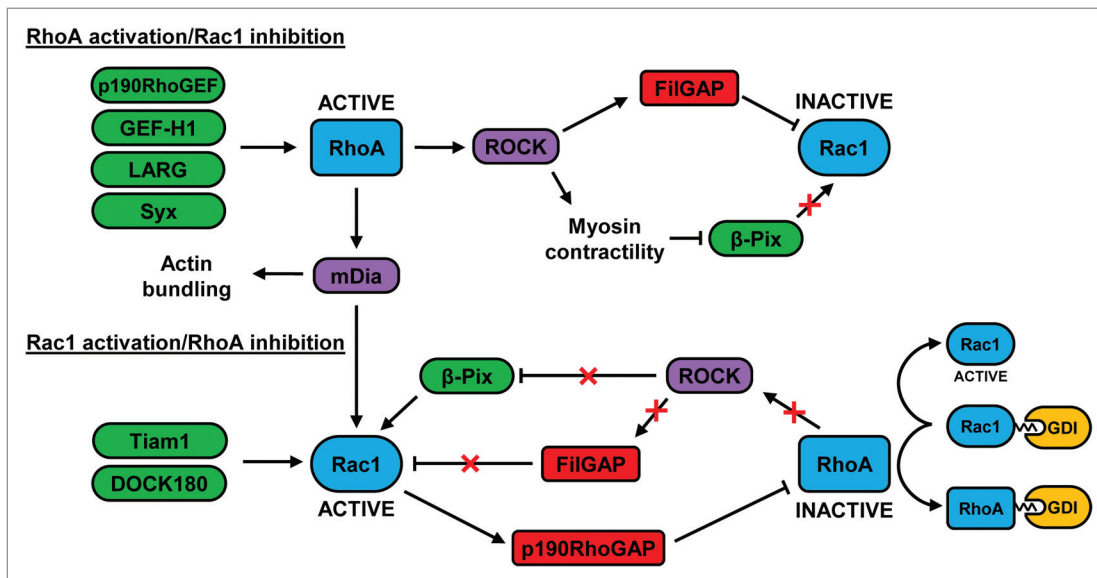 RhoA activation/Rac1 inhibition
p190RhoGEF
GEF-H1
LARG
Syx
ACTIVE
RhoA
ROCK
FilGAP
INACTIVE
Rac1
Myosin
contractility
β-Pix
Actin
bundling
mDia
Rac1 activation/RhoA inhibition
β-Pix
ROCK
Tiam1
DOCK180
Rac1
ACTIVE
FilGAP
RhoA
INACTIVE
p190RhoGAP
Rac1
ACTIVE
Rac1
GDI
RhoA
GDI